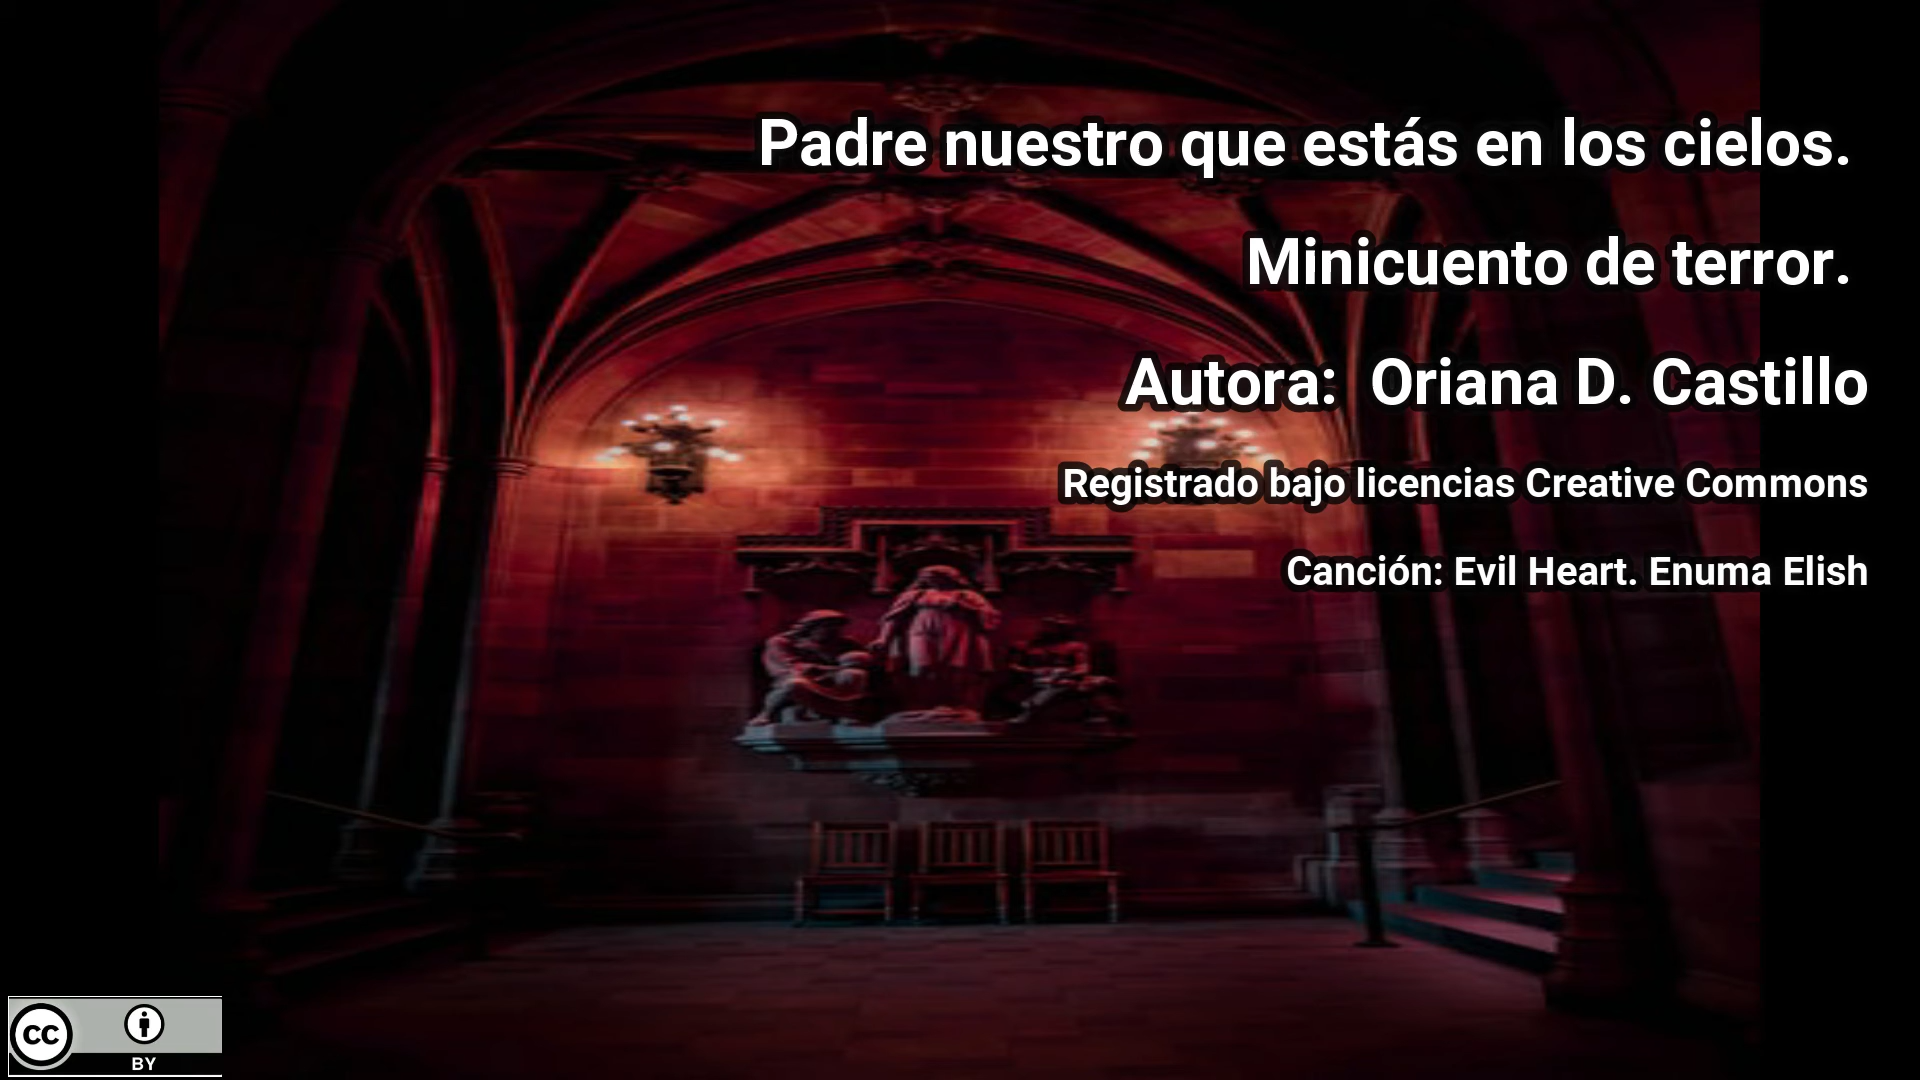 Padre nuestro que estás en los cielos.
Minicuento de terror.
Autora: Oriana D. Castillo
Registrado bajo licencias Creative Commons
Canción: Evil Heart. Enuma Elish
CC
BY